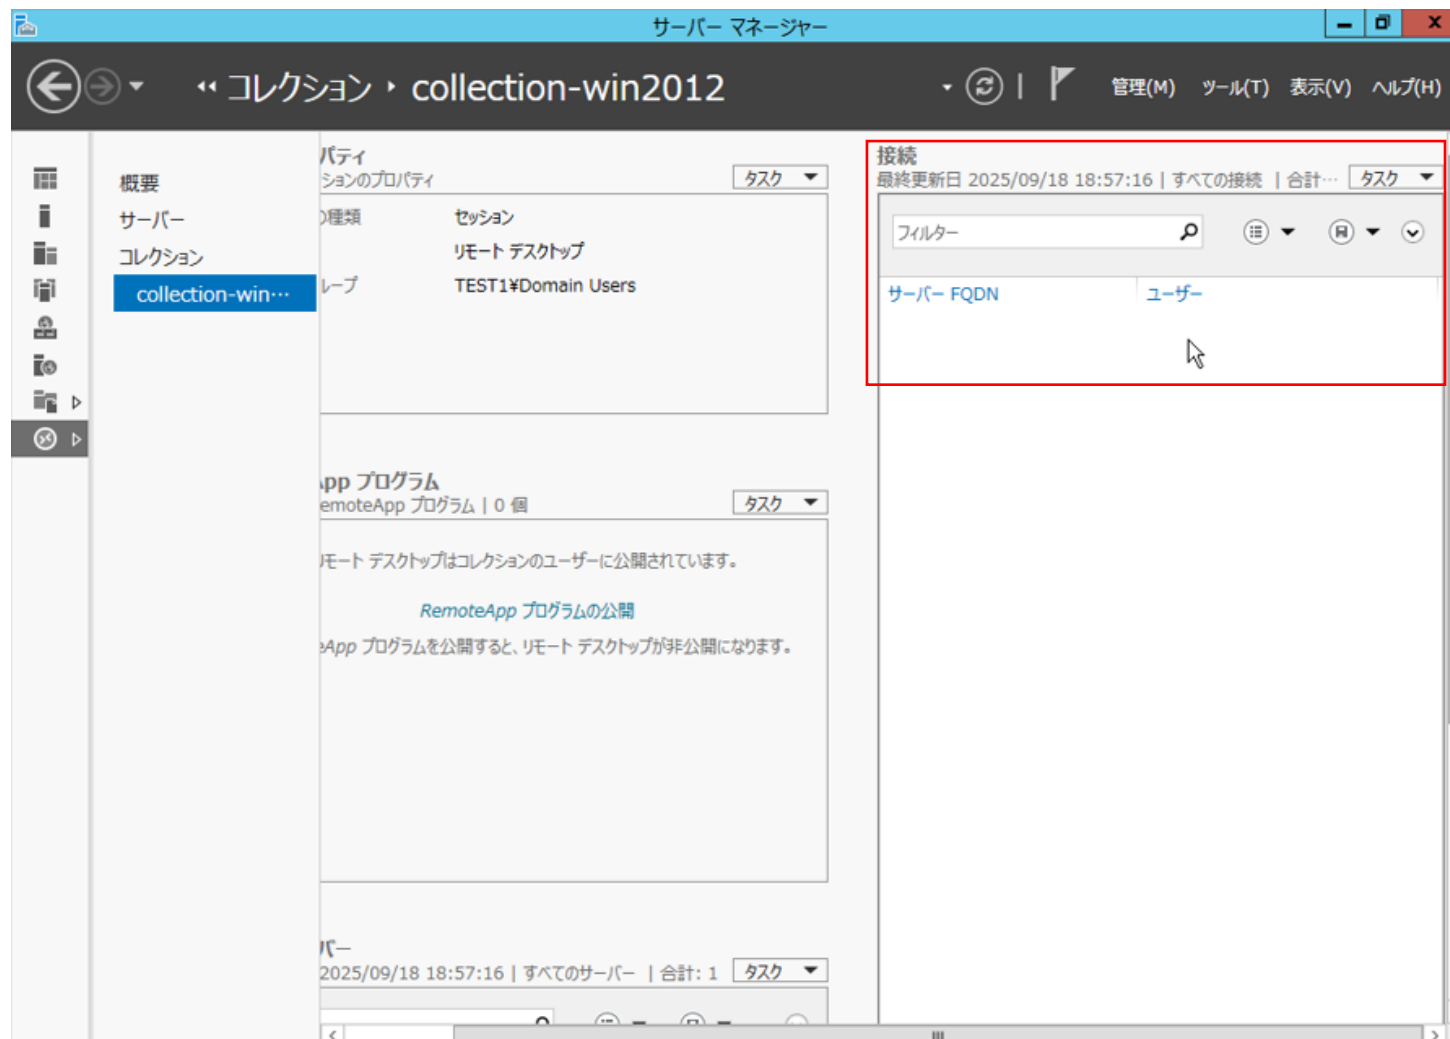 サーバー マネージャー
コレクション
collection-win2012
管理(M) ツール(T) 表示(V) ヘルプ(H)
概要
サーバー
コレクション
collection-win…
パティ
ションのプロパティ
タスク
の種類 セッション
リモート デスクトップ
ループ TEST1¥Domain Users
App プログラム
emoteApp プログラム | 0 個
タスク
リモート デスクトップはコレクションのユーザーに公開されています。
RemoteApp プログラムの公開
eApp プログラムを公開すると、リモート デスクトップが非公開になります。
バー
2025/09/18 18:57:16 | すべてのサーバー | 合計: 1
タスク
接続
最終更新日 2025/09/18 18:57:16 | すべての接続 | 合計…
タスク
フィルター
サーバー FQDN ユーザー